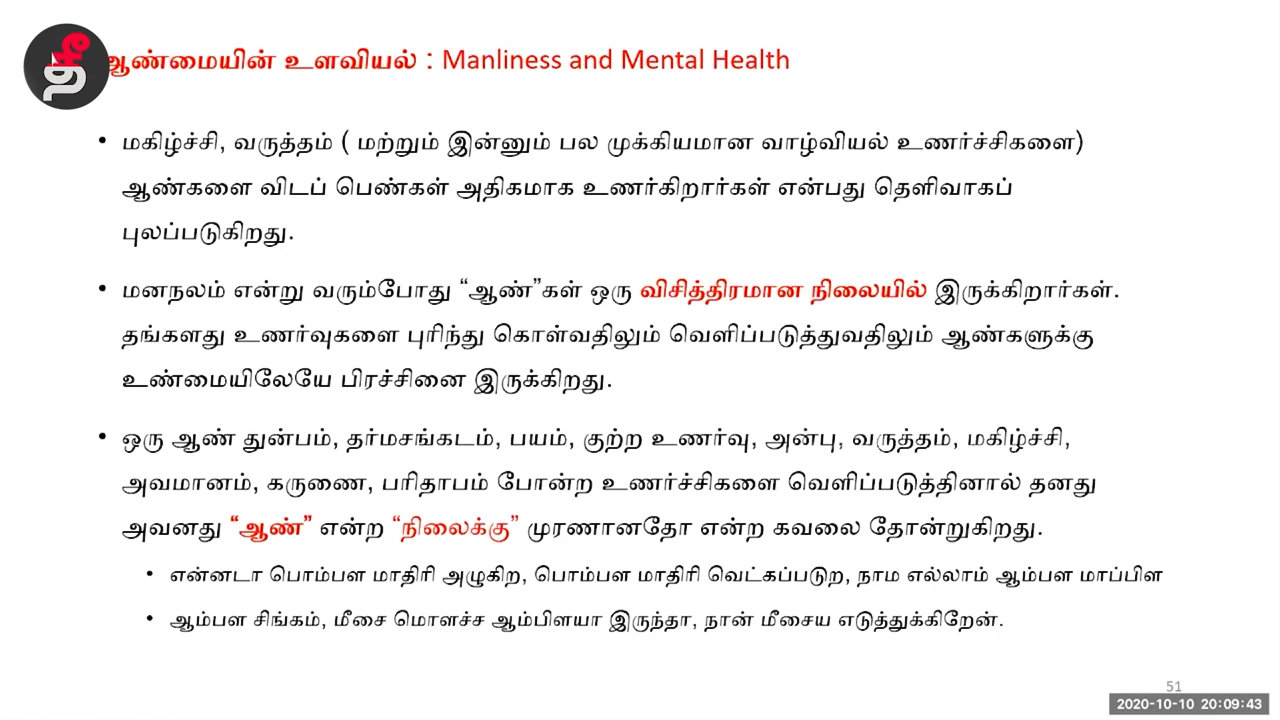 ஆண்மையின் உளவியல் : Manliness and Mental Health
• மகிழ்ச்சி, வருத்தம் ( மற்றும் இன்னும் பல முக்கியமான வாழ்வியல் உணர்ச்சிகளை)
ஆண்களை விடப் பெண்கள் அதிகமாக உணர்கிறார்கள் என்பது தெளிவாகப்
புலப்படுகிறது.
• மனநலம் என்று வரும்போது “ஆண்”கள் ஒரு விசித்திரமான நிலையில் இருக்கிறார்கள்.
தங்களது உணர்வுகளை புரிந்து கொள்வதிலும் வெளிப்படுத்துவதிலும் ஆண்களுக்கு
உண்மையிலேயே பிரச்சினை இருக்கிறது.
• ஒரு ஆண் துன்பம், தர்மசங்கடம், பயம், குற்ற உணர்வு, அன்பு, வருத்தம், மகிழ்ச்சி,
அவமானம், கருணை, பரிதாபம் போன்ற உணர்ச்சிகளை வெளிப்படுத்தினால் தனது
அவனது “ஆண்” என்ற “நிலைக்கு” முரணானதோ என்ற கவலை தோன்றுகிறது.
• என்னடா பொம்பள மாதிரி அழுகிற, பொம்பள மாதிரி வெட்கப்படுற, நாம எல்லாம் ஆம்பள மாப்பிள
• ஆம்பள சிங்கம், மீசை மொளச்ச ஆம்பிளயா இருந்தா, நான் மீசைய எடுத்துக்கிறேன்.
51
2020-10-10 20:09:43